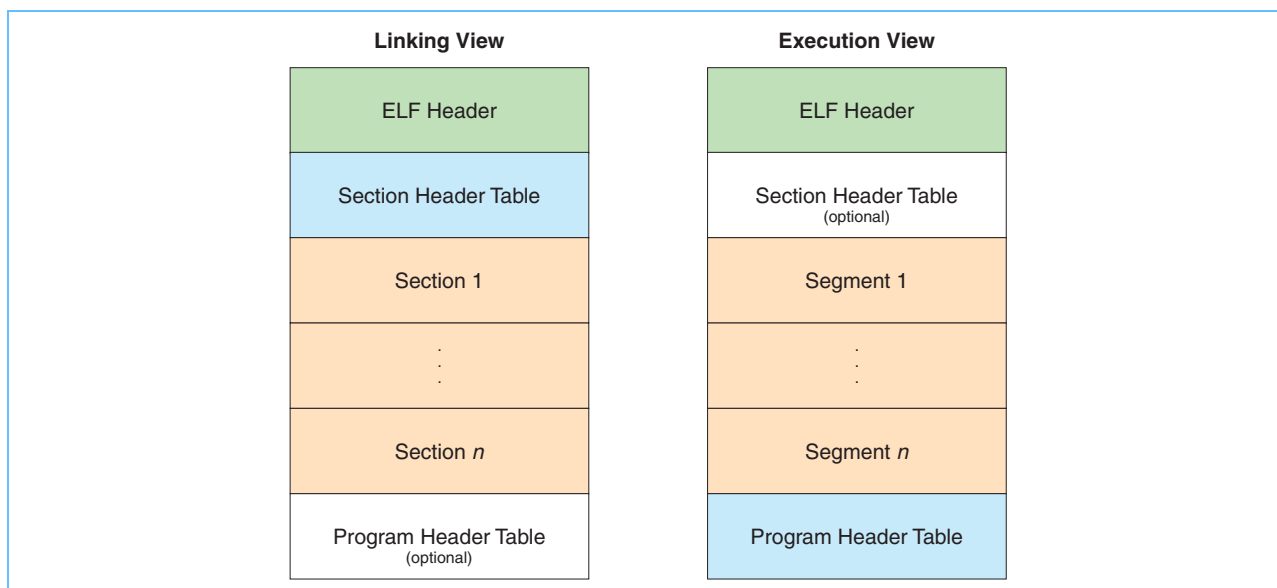 Linking View
ELF Header
Section Header Table
Section 1
.
.
.
Section n
Program Header Table
(optional)
Execution View
ELF Header
Section Header Table
(optional)
Segment 1
.
.
.
Segment n
Program Header Table